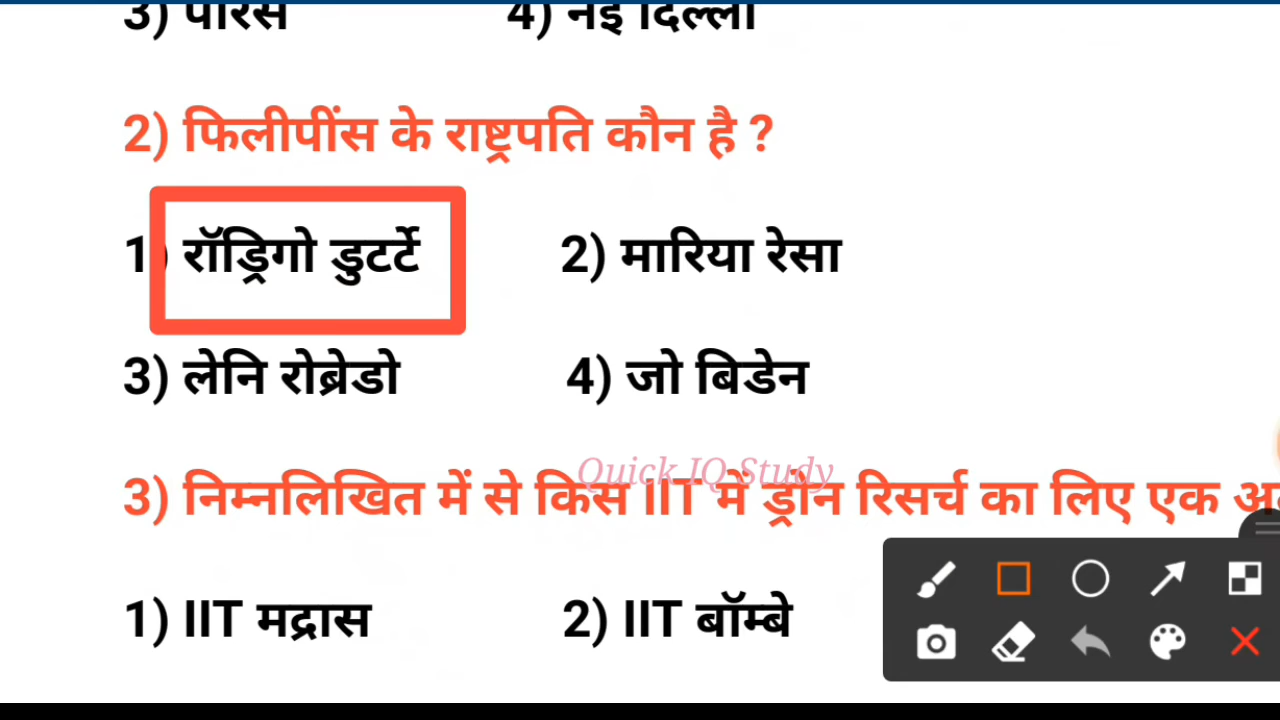 3) पेरिस 4) नई दिल्ली
2) फिलीपींस के राष्ट्रपति कौन है ?
1) रॉड्रिगो डुटर्टे 2) मारिया रेसा
3) लेनि रोब्रेडो 4) जो बिडेन
Quick IQ Study
3) निम्नलिखित में से किस IIT में ड्रोन रिसर्च का लिए एक
1) IIT मद्रास 2) IIT बॉम्बे